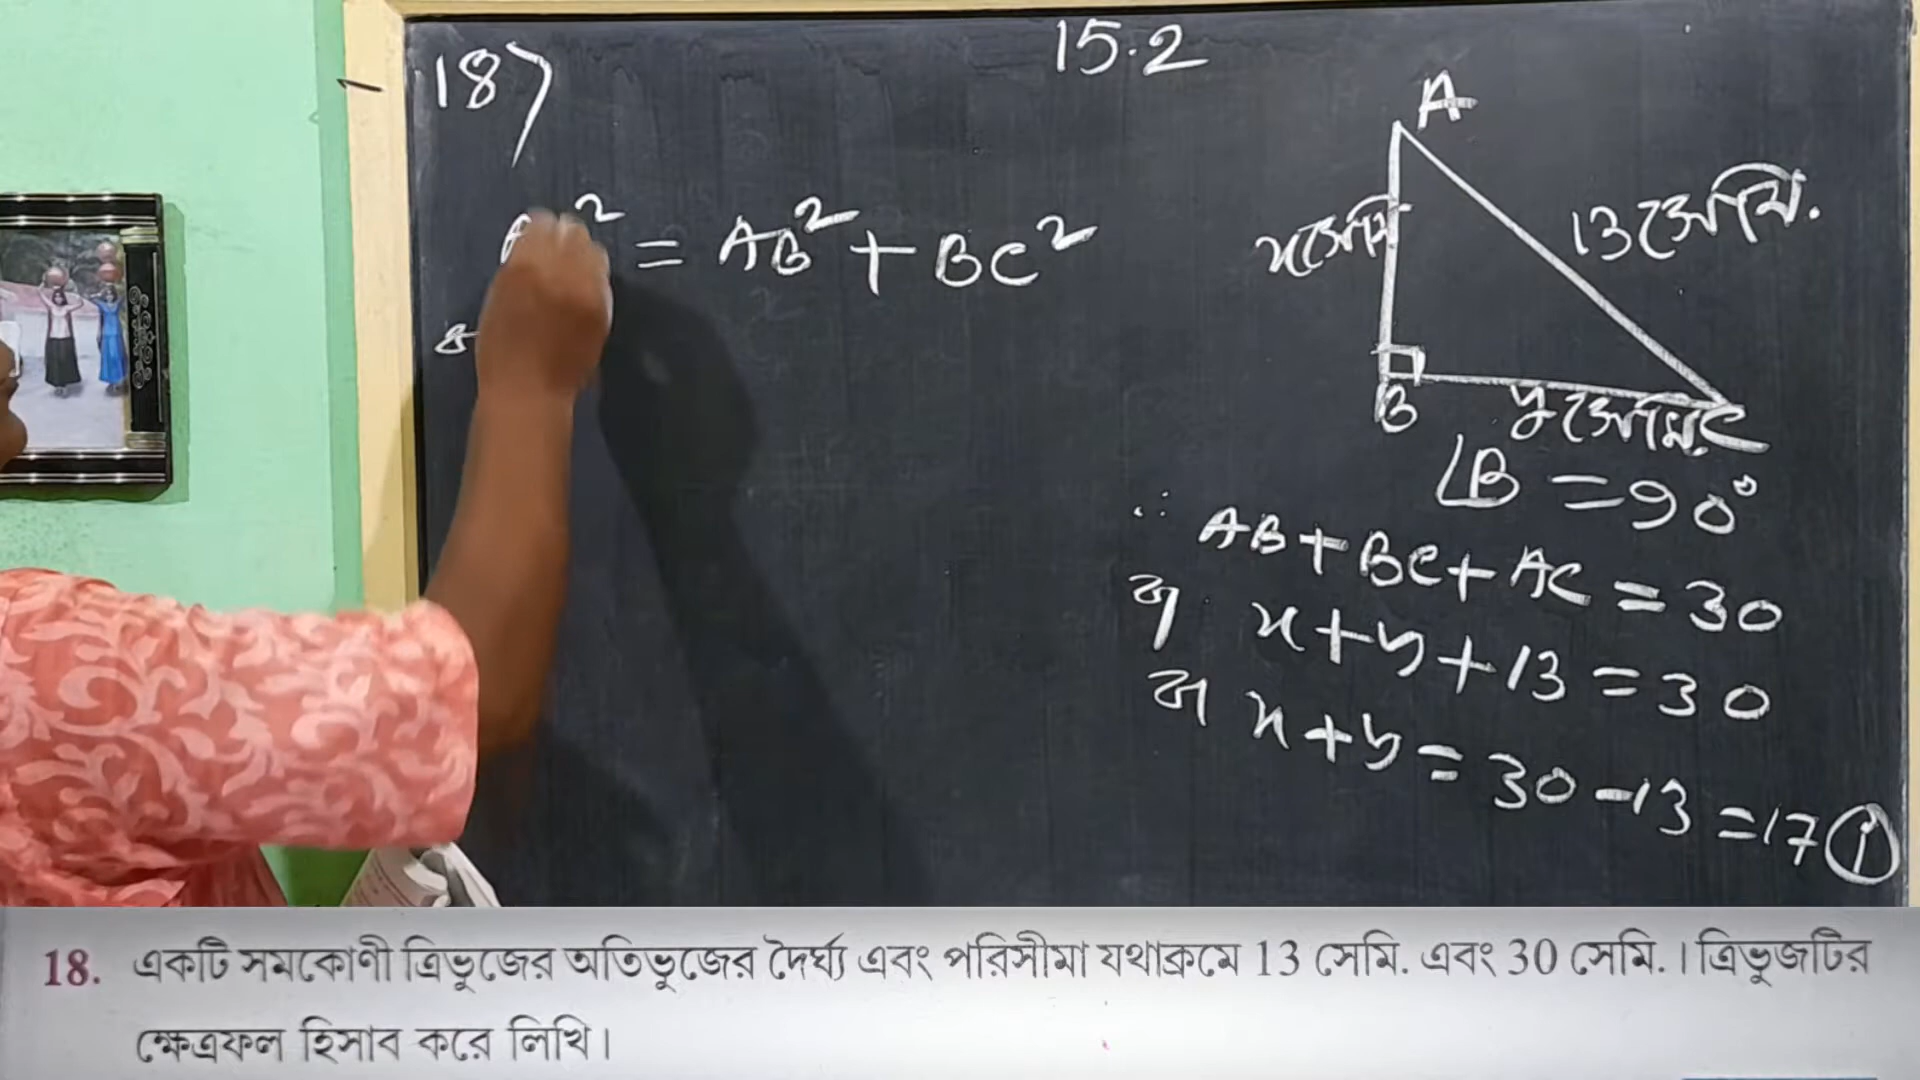 15.2
18)
² = AB² + BC²
A
x সেমি
13 সেমি.
B
y সেমি. C
∠B = 90°
∴ AB + BC + AC = 30
বা x + y + 13 = 30
বা x + y = 30 - 13 = 17 (i)
18. একটি সমকোণী ত্রিভুজের অতিভুজের দৈর্ঘ্য এবং পরিসীমা যথাক্রমে 13 সেমি. এবং 30 সেমি.। ত্রিভুজটির
ক্ষেত্রফল হিসাব করে লিখি।